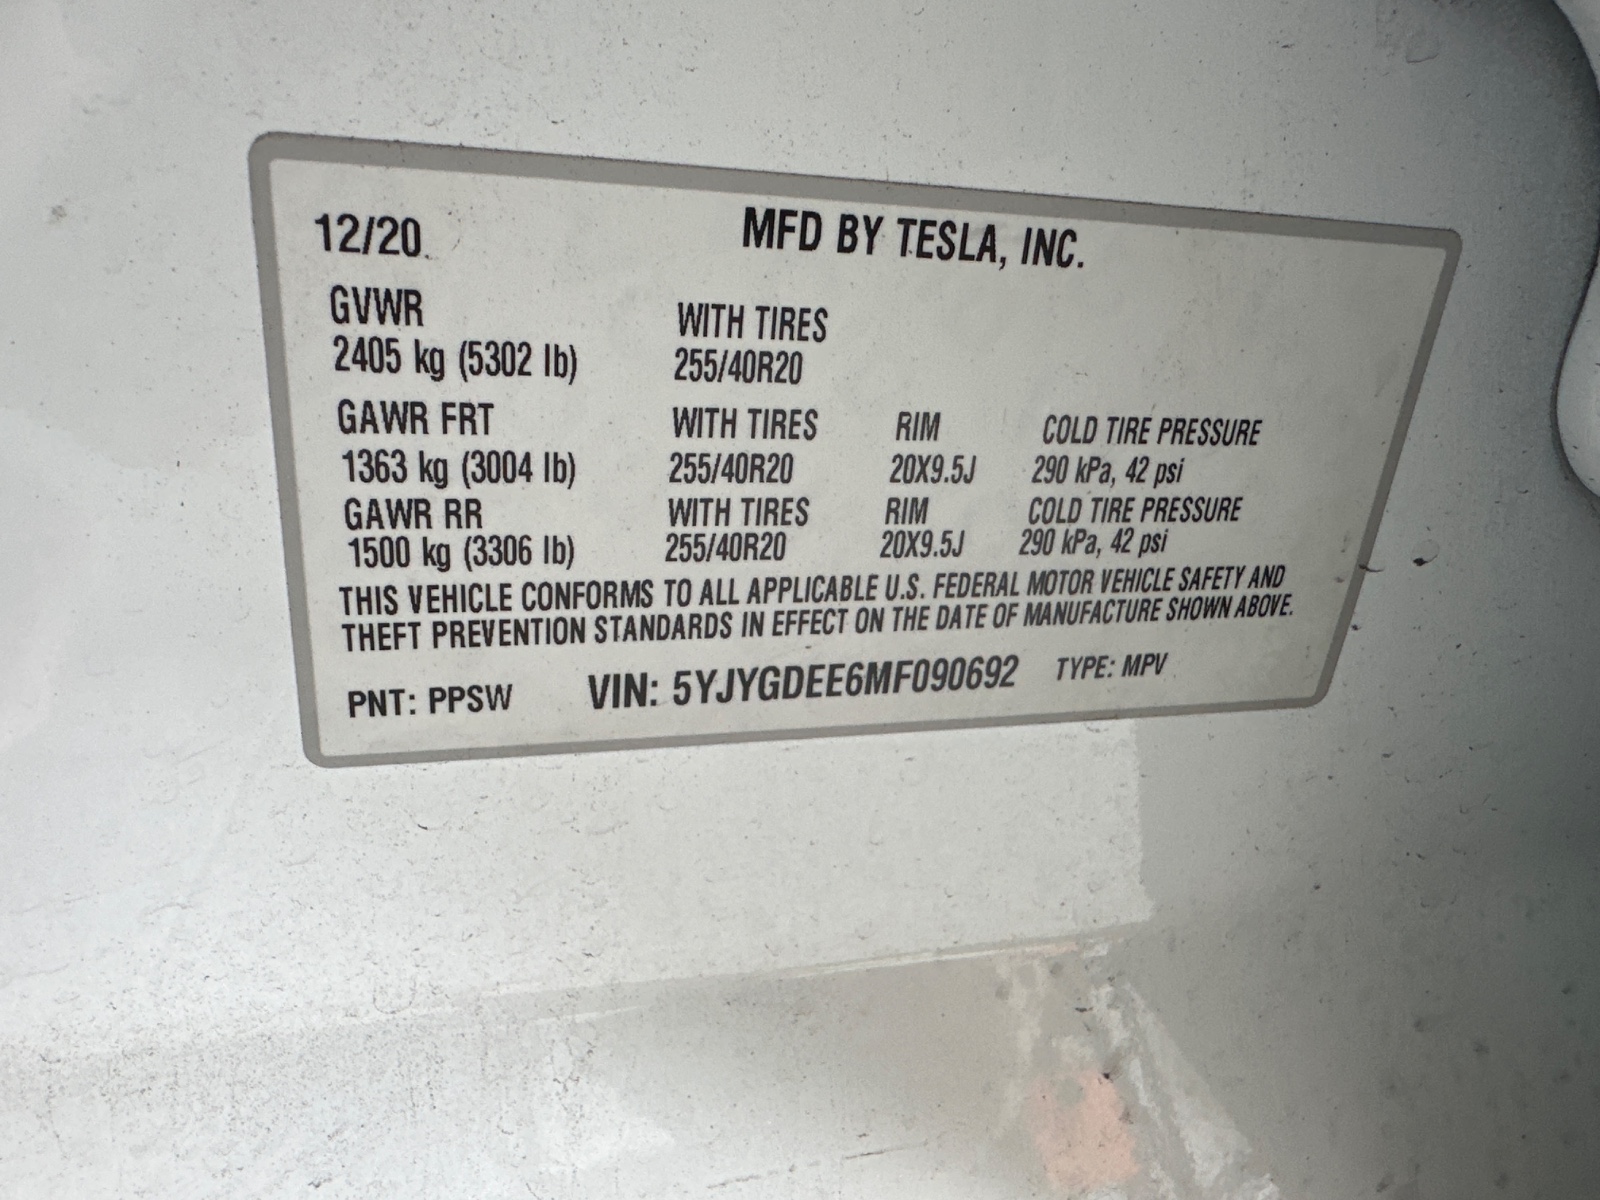 12/20 MFD BY TESLA, INC.
GVWR WITH TIRES
2405 kg (5302 lb) 255/40R20
GAWR FRT WITH TIRES RIM COLD TIRE PRESSURE
1363 kg (3004 lb) 255/40R20 20X9.5J 290 kPa, 42 psi
GAWR RR WITH TIRES RIM COLD TIRE PRESSURE
1500 kg (3306 lb) 255/40R20 20X9.5J 290 kPa, 42 psi
THIS VEHICLE CONFORMS TO ALL APPLICABLE U.S. FEDERAL MOTOR VEHICLE SAFETY AND
THEFT PREVENTION STANDARDS IN EFFECT ON THE DATE OF MANUFACTURE SHOWN ABOVE.
PNT: PPSW VIN: 5YJYGDEE6MF090692 TYPE: MPV